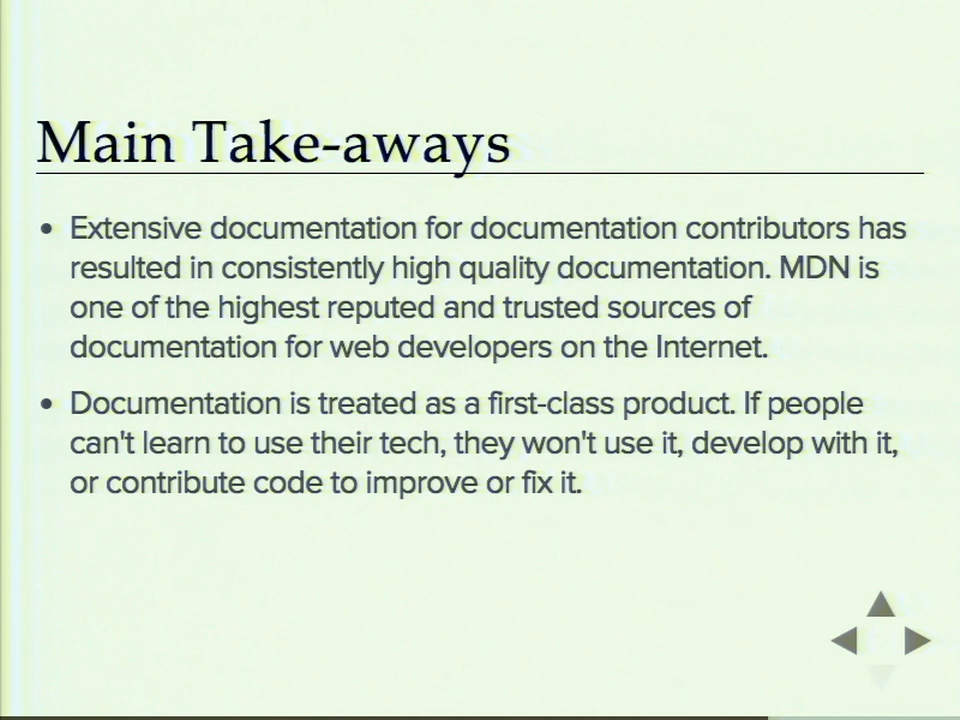 Main Take-aways
• Extensive documentation for documentation contributors has
resulted in consistently high quality documentation. MDN is
one of the highest reputed and trusted sources of
documentation for web developers on the Internet.
• Documentation is treated as a first-class product. If people
can't learn to use their tech, they won't use it, develop with it,
or contribute code to improve or fix it.